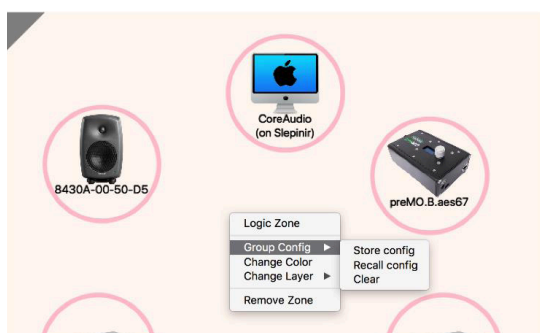 CoreAudio
(on Slepinir)
8430A-00-50-D5
preMO.B.aes67
Logic Zone
Group Config
Store config
Recall config
Clear
Change Color
Change Layer
Remove Zone